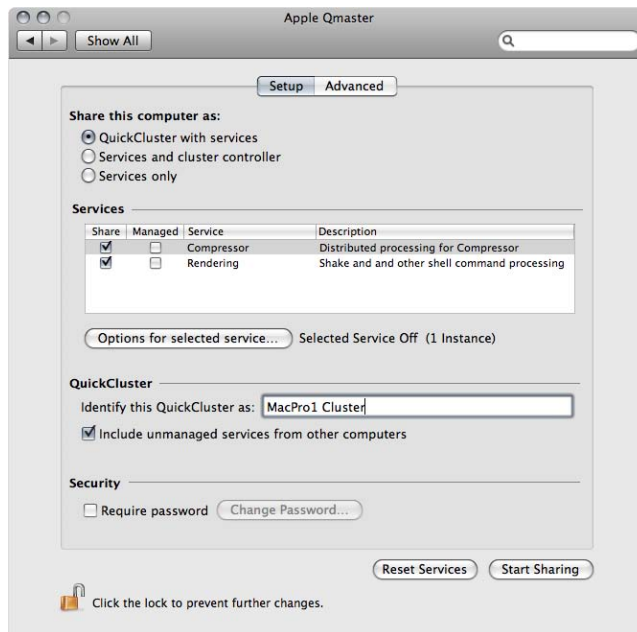 Apple Qmaster
Show All
Setup Advanced
Share this computer as:
QuickCluster with services
Services and cluster controller
Services only
Services
Share Managed Service Description
Compressor Distributed processing for Compressor
Rendering Shake and and other shell command processing
Options for selected service... Selected Service Off (1 Instance)
QuickCluster
Identify this QuickCluster as: MacPro1 Cluster
Include unmanaged services from other computers
Security
Require password Change Password...
Reset Services Start Sharing
Click the lock to prevent further changes.